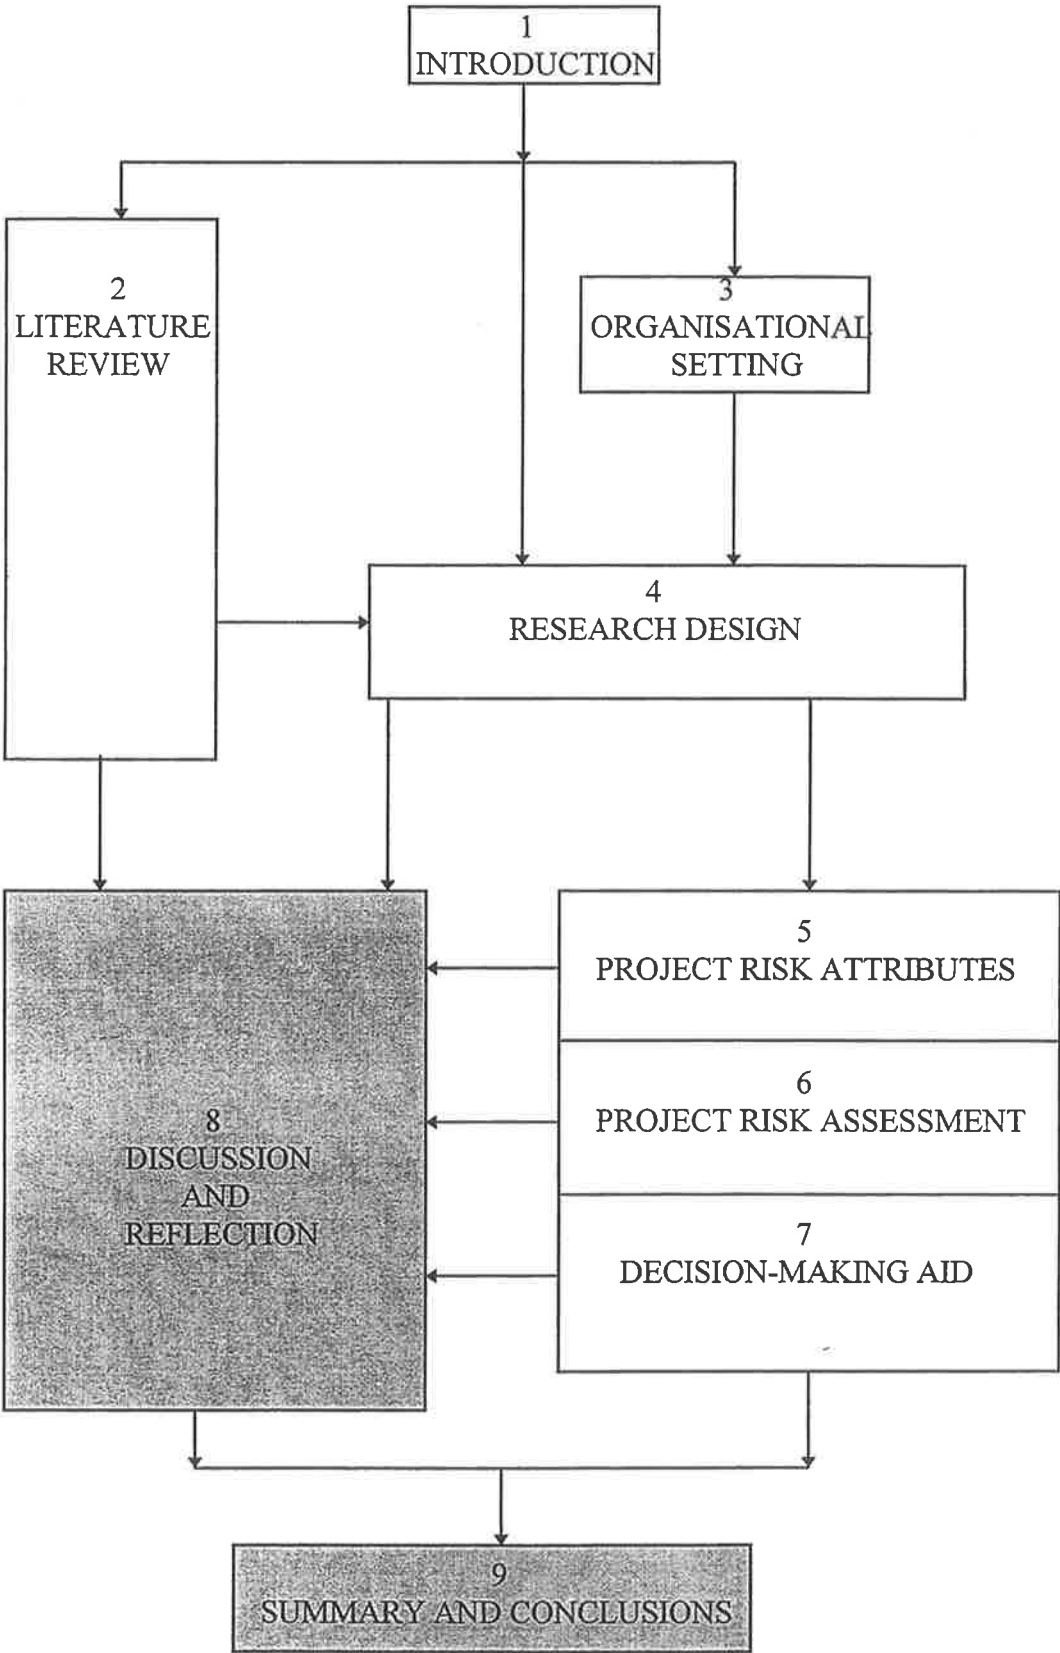 1
INTRODUCTION
2
LITERATURE
REVIEW
3
ORGANISATIONAL
SETTING
4
RESEARCH DESIGN
5
PROJECT RISK ATTRIBUTES
6
PROJECT RISK ASSESSMENT
7
DECISION-MAKING AID
8
DISCUSSION
AND
REFLECTION
9
SUMMARY AND CONCLUSIONS